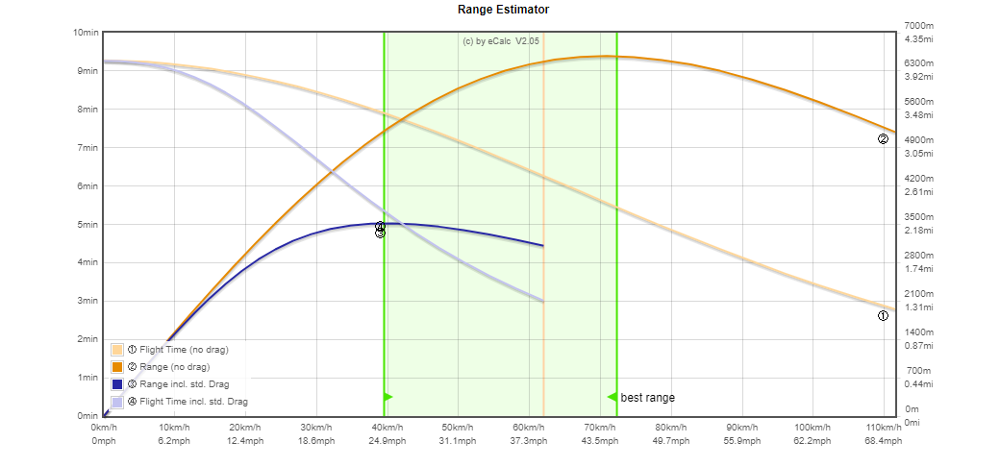 Range Estimator
(c) by eCalc V2.05
10min
9min
8min
7min
6min
5min
4min
3min
2min
1min
0min
7000m
4.35mi
6300m
3.92mi
5600m
3.48mi
4900m
3.05mi
4200m
2.61mi
3500m
2.18mi
2800m
1.74mi
2100m
1.31mi
1400m
0.87mi
700m
0.44mi
0m
0mi
②
④
③
①
① Flight Time (no drag)
② Range (no drag)
③ Range incl. std. Drag
④ Flight Time incl. std. Drag
best range
0km/h 10km/h 20km/h 30km/h 40km/h 50km/h 60km/h 70km/h 80km/h 90km/h 100km/h 110km/h
0mph 6.2mph 12.4mph 18.6mph 24.9mph 31.1mph 37.3mph 43.5mph 49.7mph 55.9mph 62.2mph 68.4mph